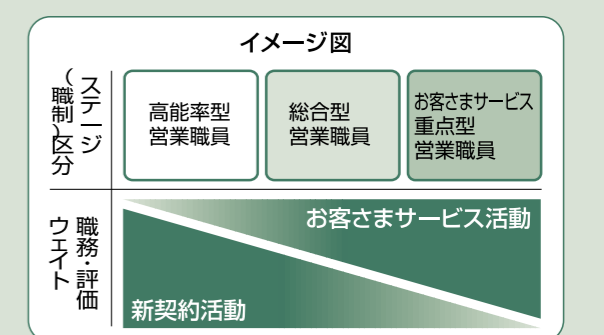 イメージ図
ステージ
（職制）区分
高能率型
営業職員
総合型
営業職員
お客さまサービス
重点型
営業職員
職務・評価
ウェイト
お客さまサービス活動
新契約活動